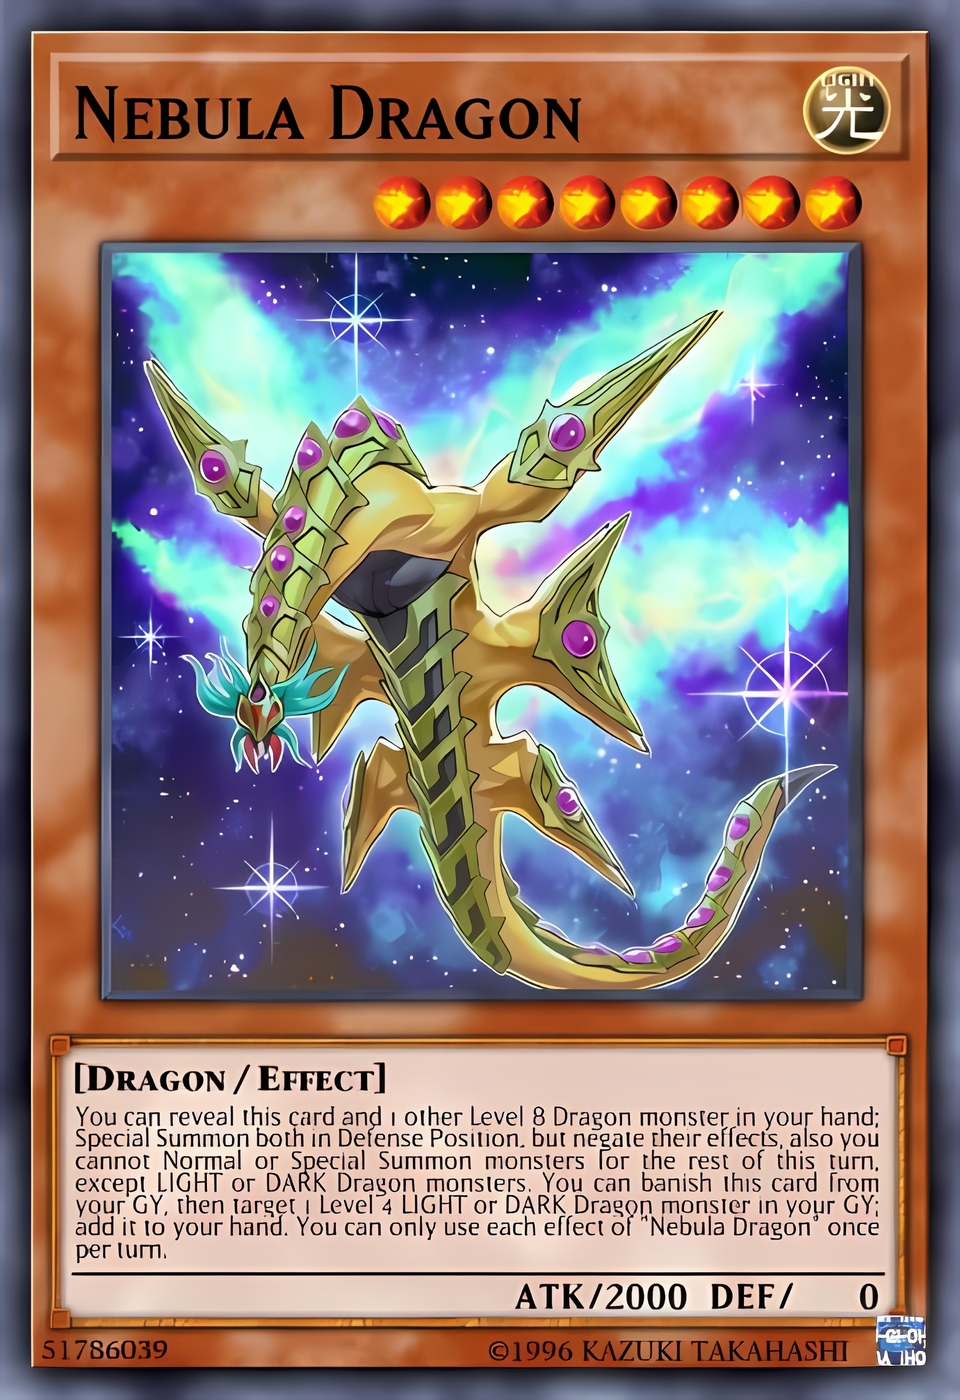 Nebula Dragon
光
[Dragon / Effect]
You can reveal this card and 1 other Level 8 Dragon monster in your hand;
Special Summon both in Defense Position, but negate their effects, also you
cannot Normal or Special Summon monsters for the rest of this turn,
except LIGHT or DARK Dragon monsters. You can banish this card from
your GY, then target 1 Level 4 LIGHT or DARK Dragon monster in your GY;
add it to your hand. You can only use each effect of "Nebula Dragon" once
per turn.
ATK/2000 DEF/ 0
51786039 ©1996 KAZUKI TAKAHASHI